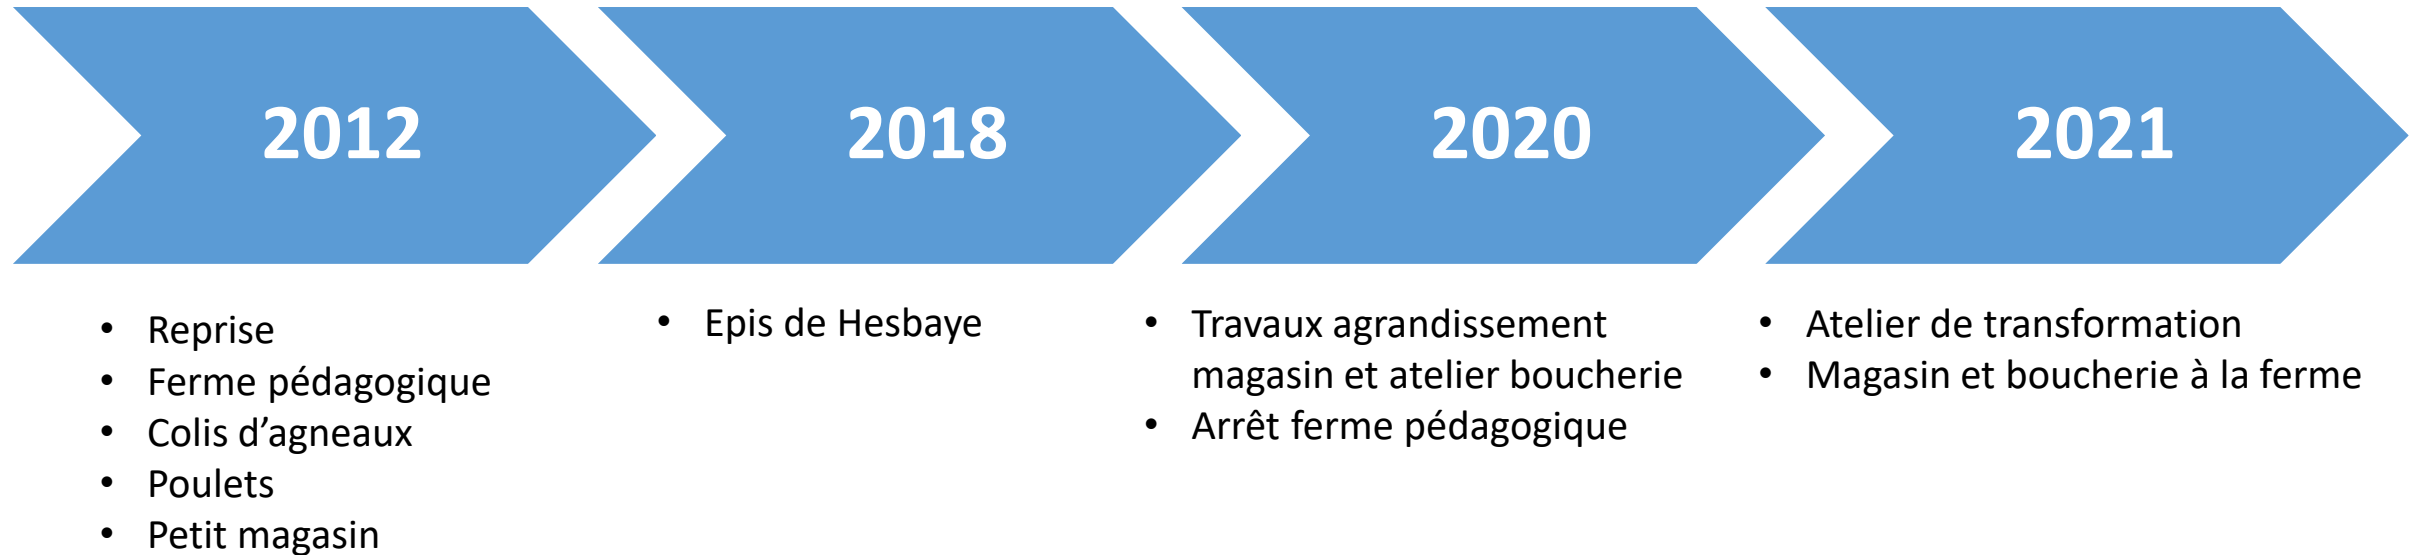 2012
• Reprise
• Ferme pédagogique
• Colis d’agneaux
• Poulets
• Petit magasin
2018
• Epis de Hesbaye
2020
• Travaux agrandissement
magasin et atelier boucherie
• Arrêt ferme pédagogique
2021
• Atelier de transformation
• Magasin et boucherie à la ferme